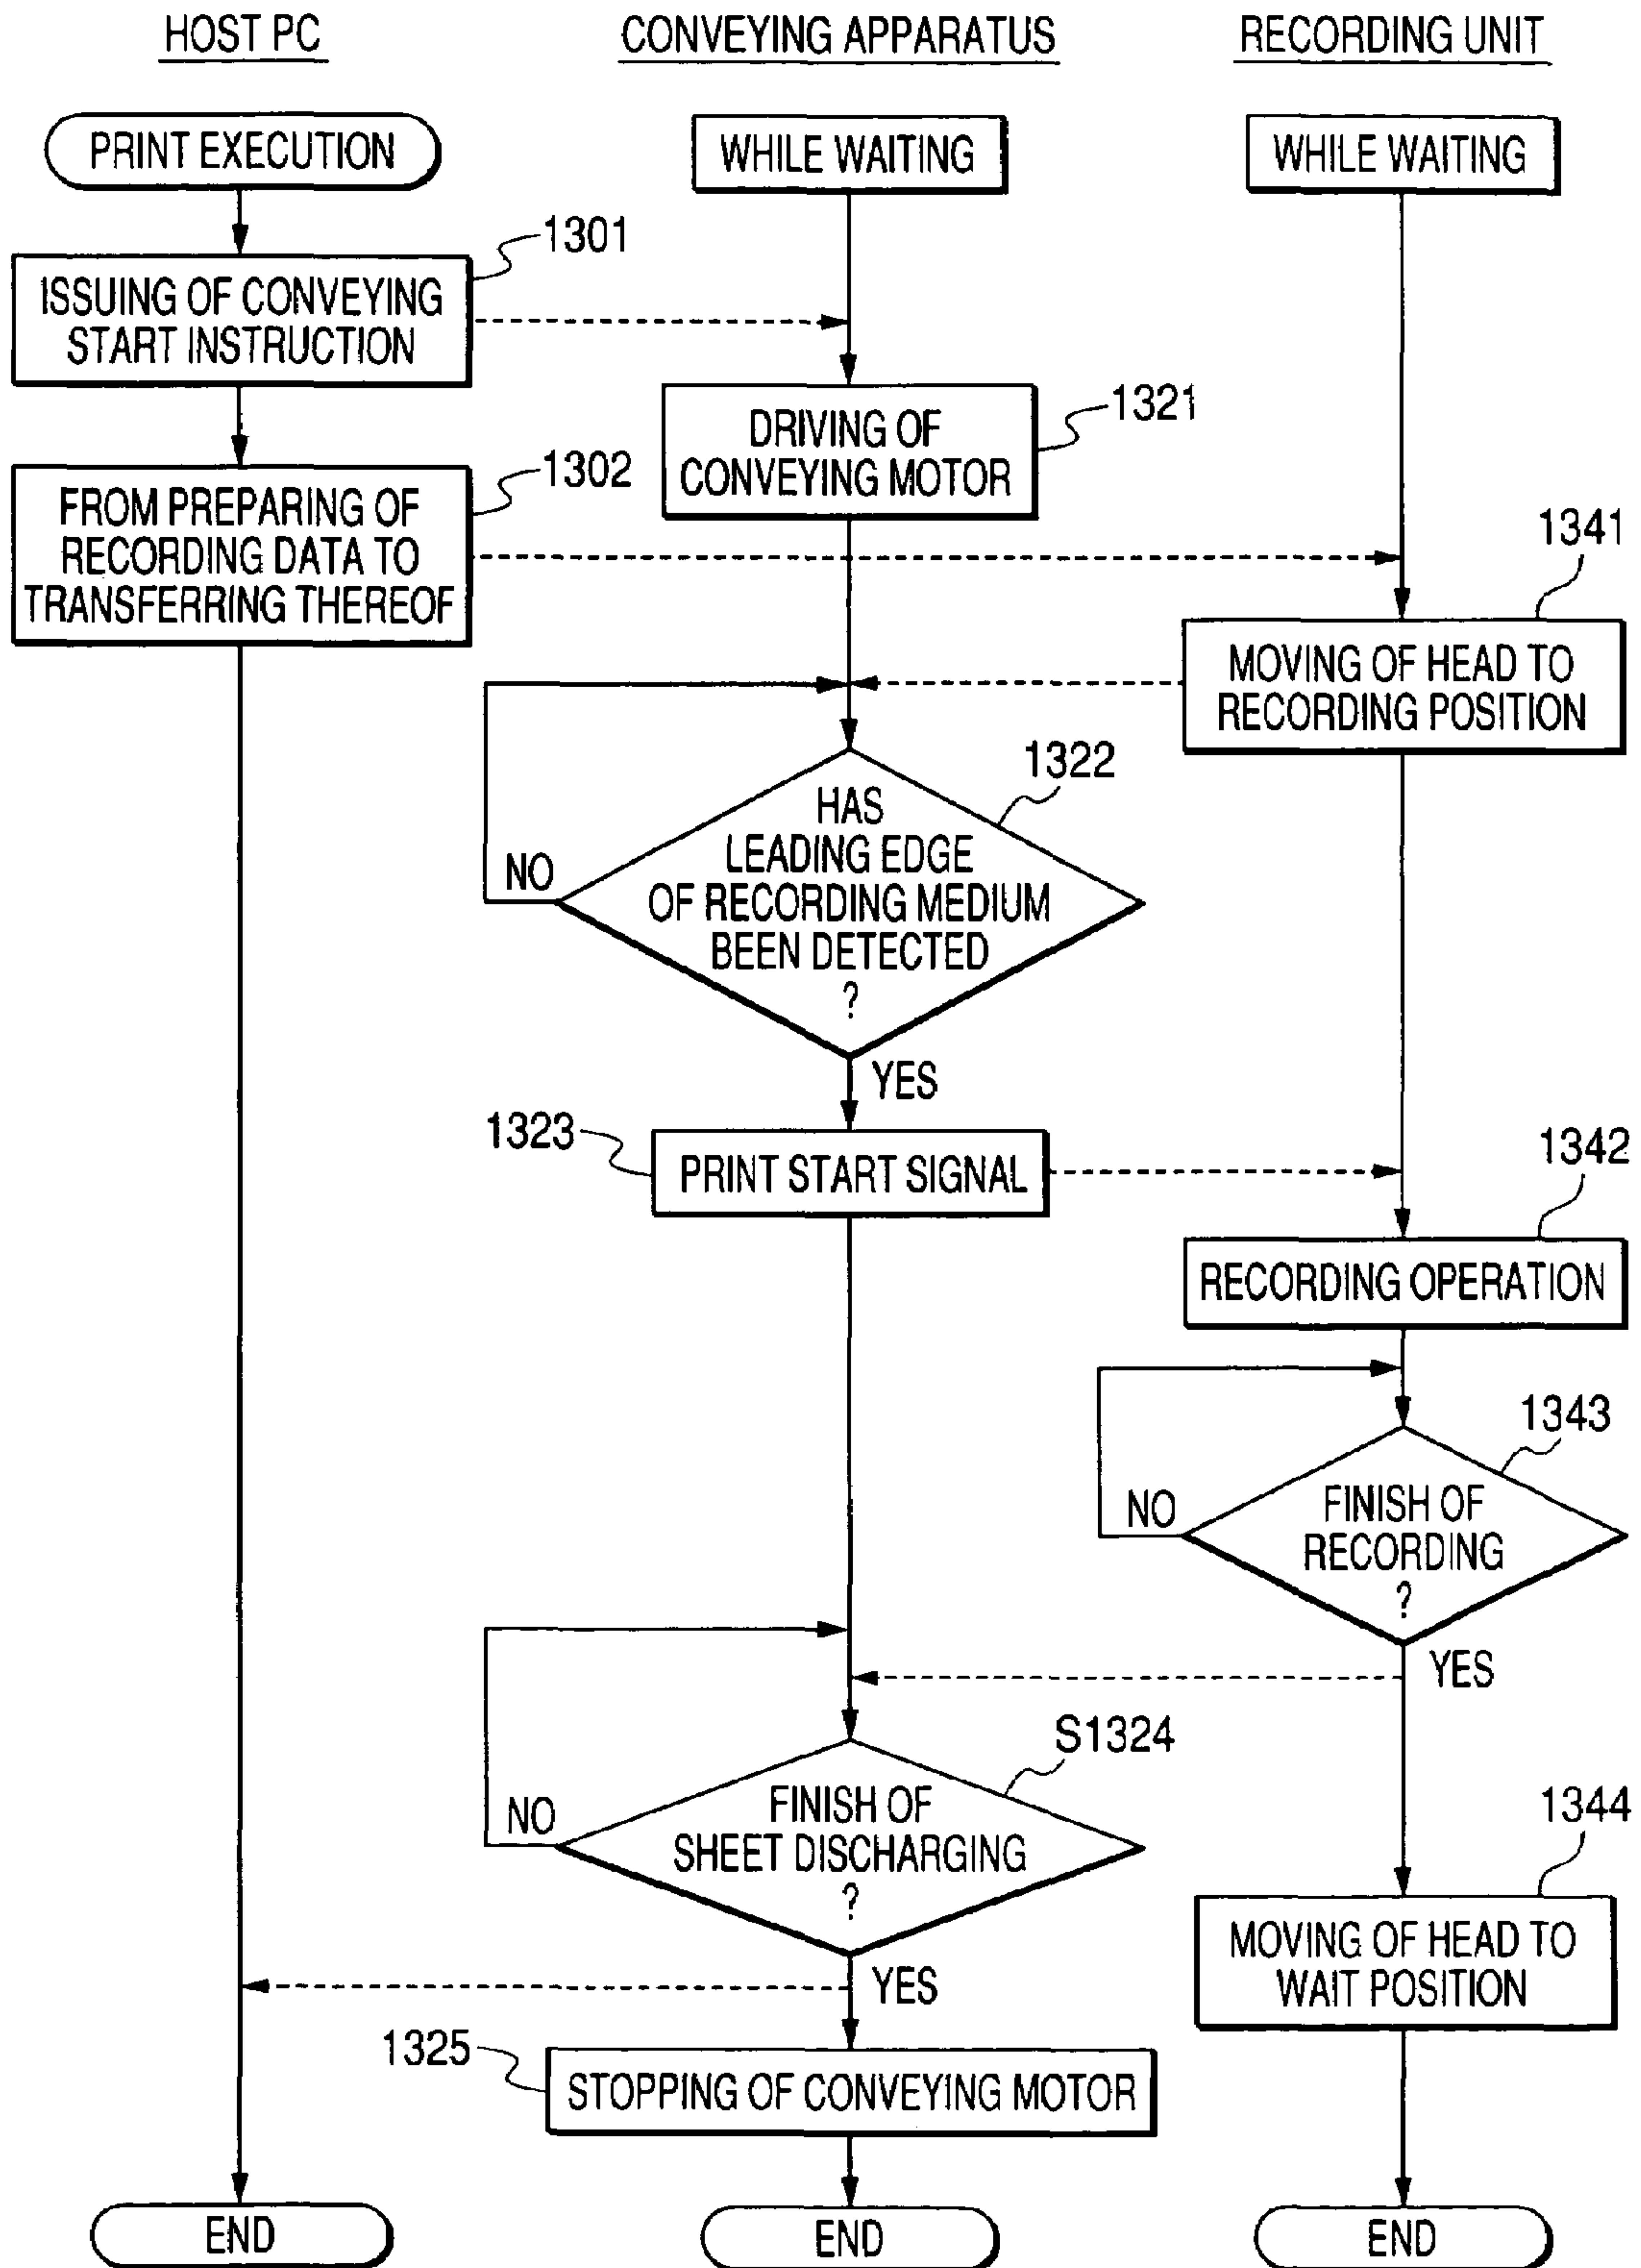 HOST PC
CONVEYING APPARATUS
RECORDING UNIT
PRINT EXECUTION
WHILE WAITING
WHILE WAITING
1301
ISSUING OF CONVEYING
START INSTRUCTION
1321
DRIVING OF
CONVEYING MOTOR
1302
FROM PREPARING OF
RECORDING DATA TO
TRANSFERRING THEREOF
1341
MOVING OF HEAD TO
RECORDING POSITION
1322
HAS
LEADING EDGE
OF RECORDING MEDIUM
BEEN DETECTED
?
NO
YES
1323
PRINT START SIGNAL
1342
RECORDING OPERATION
1343
FINISH OF
RECORDING
?
NO
YES
S1324
FINISH OF
SHEET DISCHARGING
?
NO
YES
1344
MOVING OF HEAD TO
WAIT POSITION
1325
STOPPING OF CONVEYING MOTOR
END
END
END